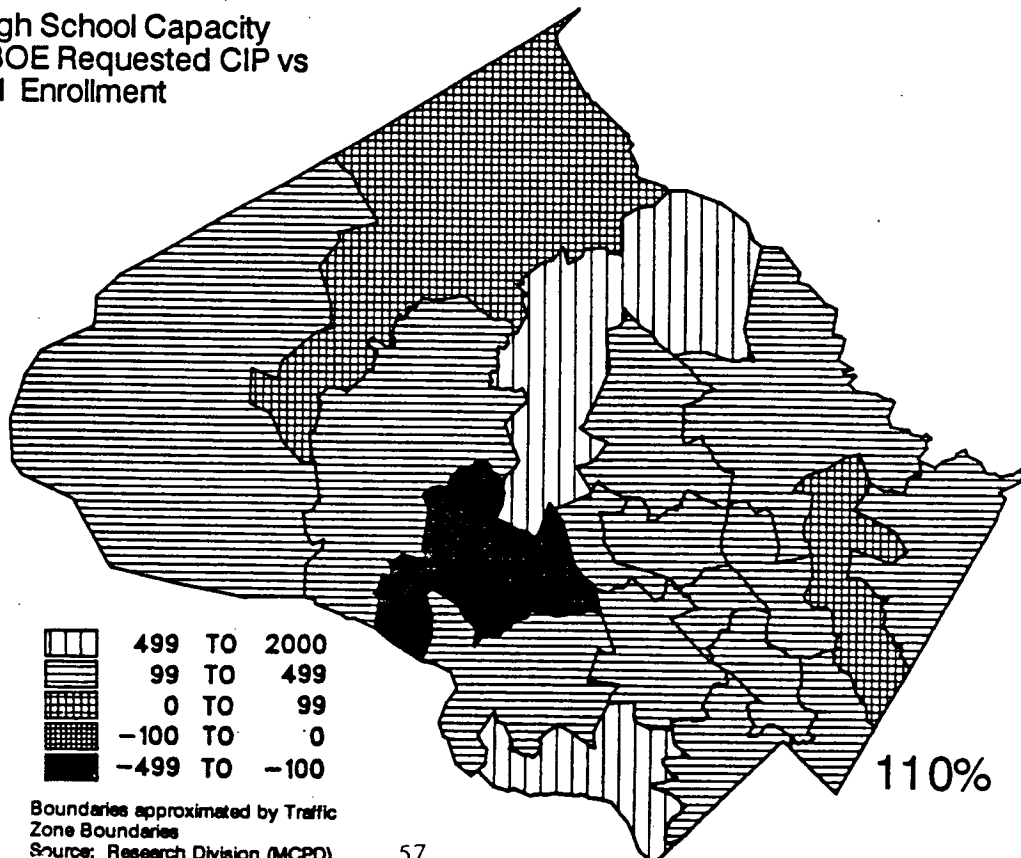 gh School Capacity
BOE Requested CIP vs
1 Enrollment
499 TO 2000
99 TO 499
0 TO 99
-100 TO 0
-499 TO -100
110%
Boundaries approximated by Traffic
Zone Boundaries
Source: Research Division (MCPD)
57